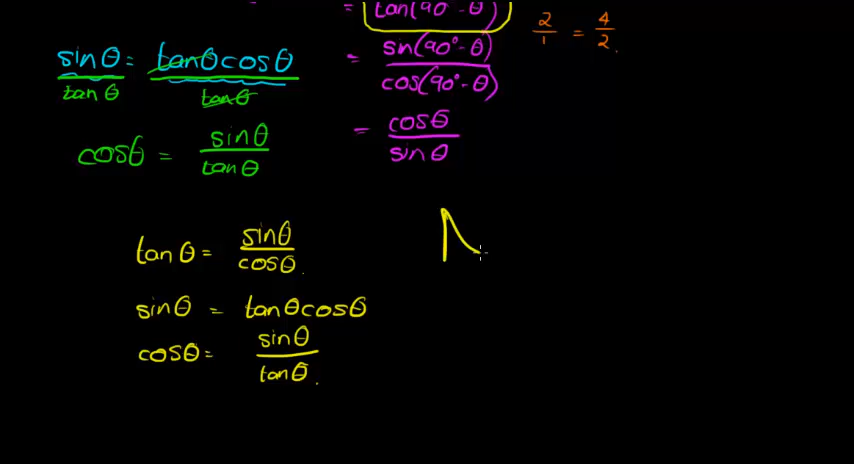 = tan(90° - θ)
2/1 = 4/2.
sinθ/tanθ = tanθcosθ/tanθ
= sin(90° - θ)/cos(90° - θ)
cosθ = sinθ/tanθ
= cosθ/sinθ
tanθ = sinθ/cosθ.
sinθ = tanθcosθ
cosθ = sinθ/tanθ.